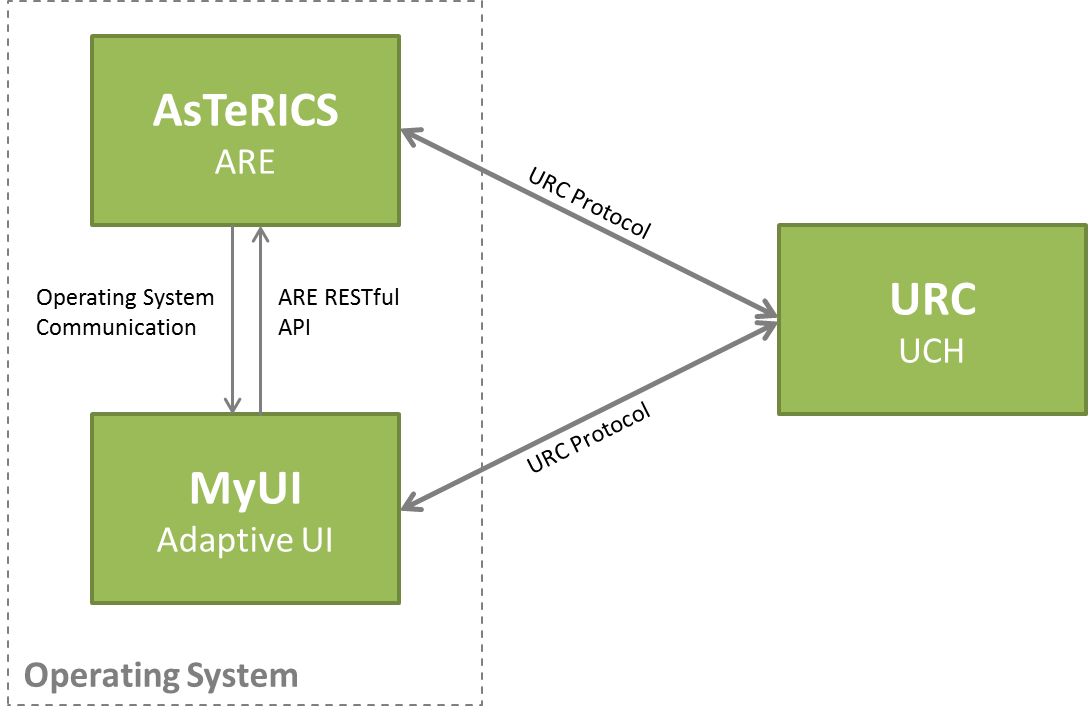 AsTeRICS
ARE
URC Protocol
Operating System
Communication
ARE RESTful
API
URC
UCH
URC Protocol
MyUI
Adaptive UI
Operating System